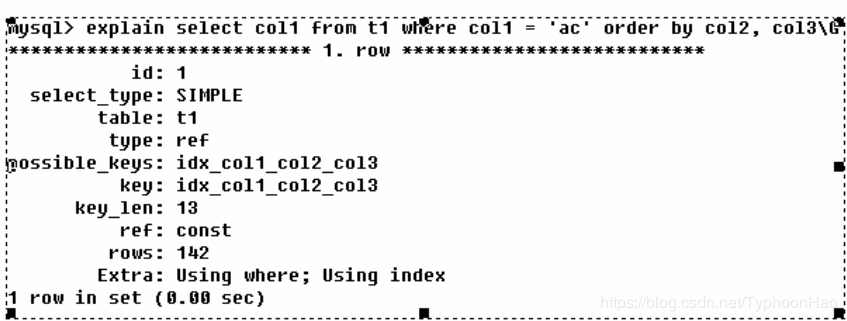 mysql> explain select col1 from t1 where col1 = 'ac' order by col2, col3\G
*************************** 1. row ***************************
id: 1
select_type: SIMPLE
table: t1
type: ref
possible_keys: idx_col1_col2_col3
key: idx_col1_col2_col3
key_len: 13
ref: const
rows: 142
Extra: Using where; Using index
1 row in set (0.00 sec)
https://blog.csdn.net/TyphoonHao